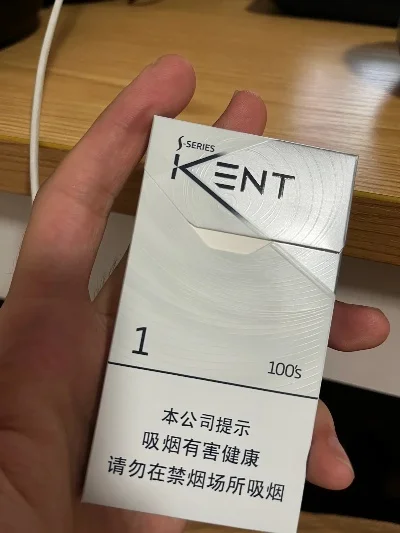 S-SERIES
KENT
1
100's
本公司提示
吸烟有害健康
请勿在禁烟场所吸烟